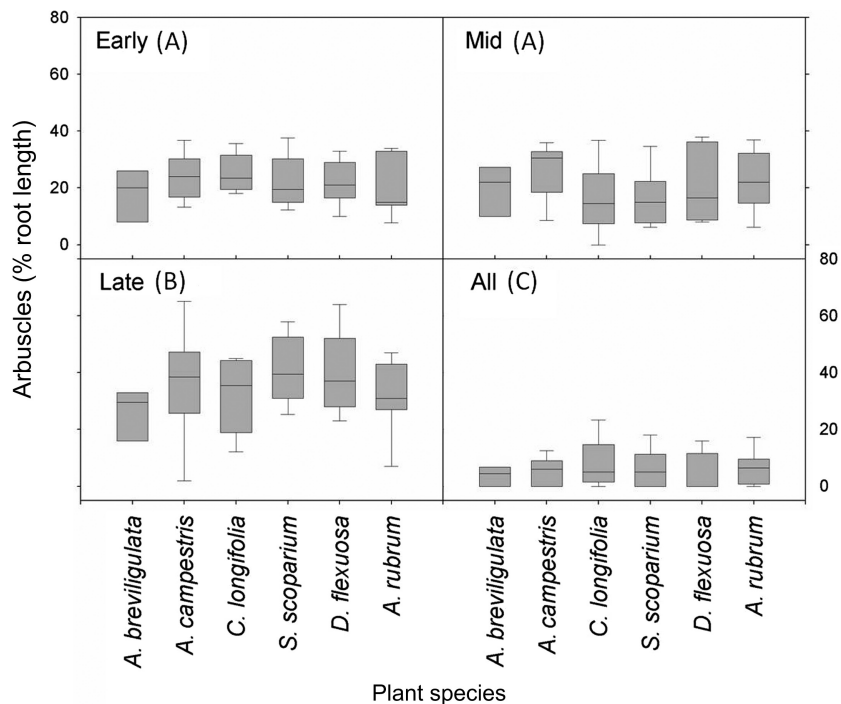 80
60
40
20
0
Arbuscles (% root length)
Early (A)
Mid (A)
Late (B)
All (C)
80
60
40
20
0
A. breviligulata
A. campestris
C. longifolia
S. scoparium
D. flexuosa
A. rubrum
A. breviligulata
A. campestris
C. longifolia
S. scoparium
D. flexuosa
A. rubrum
Plant species